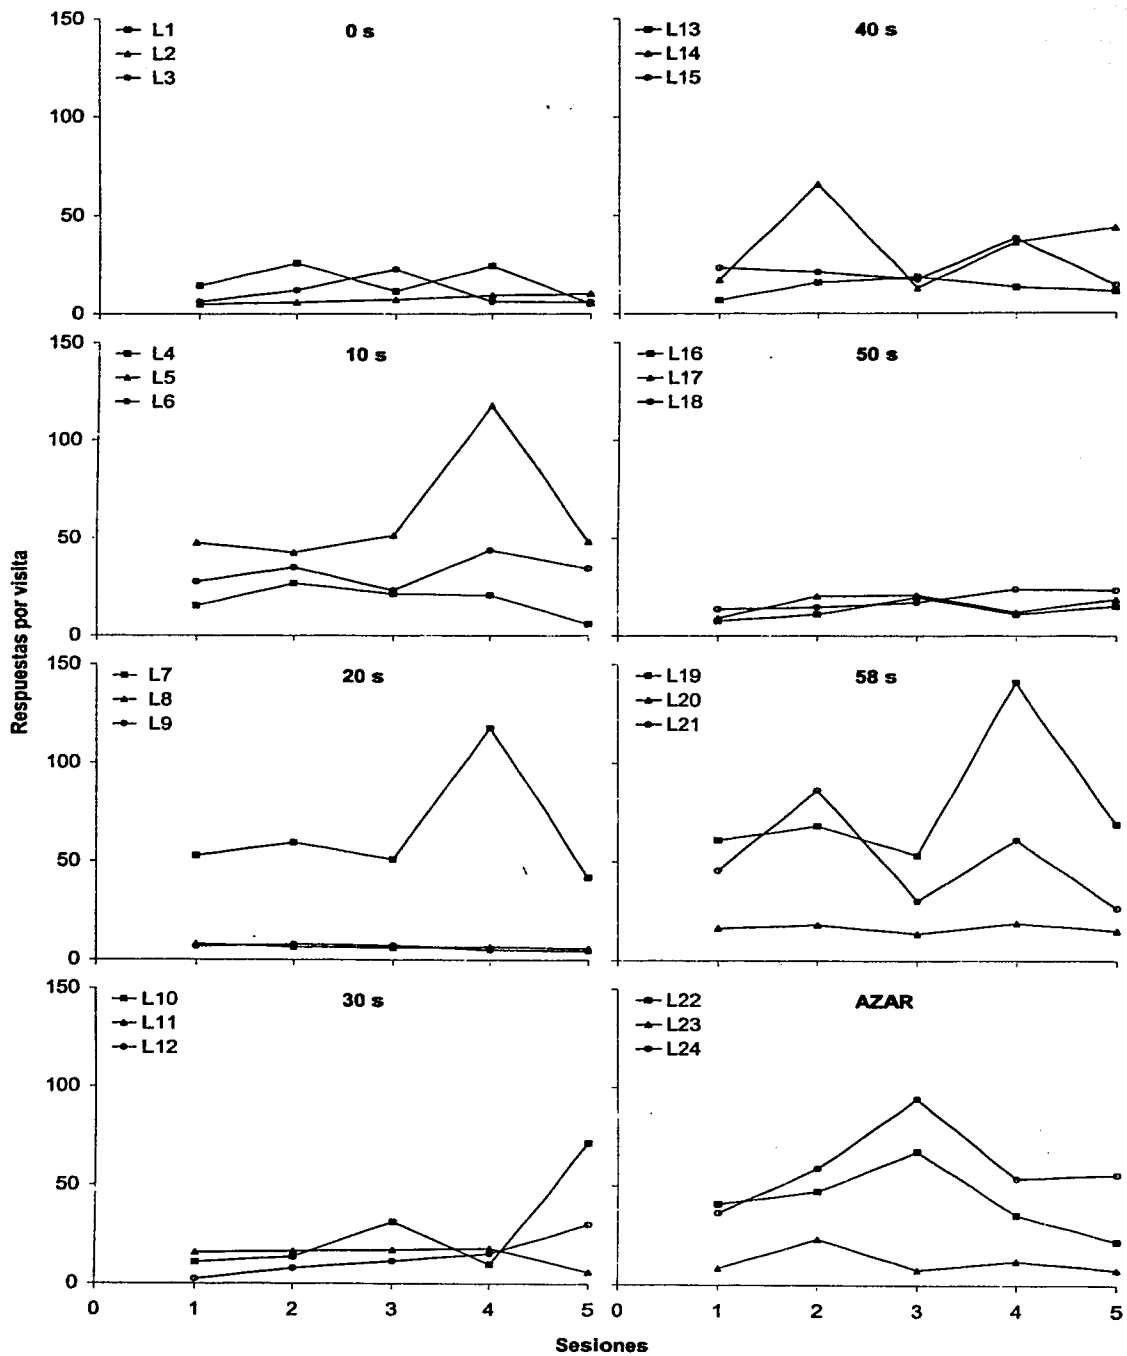 0 s
L1
L2
L3
150
100
50
0
40 s
L13
L14
L15
10 s
L4
L5
L6
150
100
50
0
50 s
L16
L17
L18
Respuestas por visita
20 s
L7
L8
L9
150
100
50
0
58 s
L19
L20
L21
30 s
L10
L11
L12
150
100
50
0
0 1 2 3 4 5
AZAR
L22
L23
L24
0 1 2 3 4 5
Sesiones